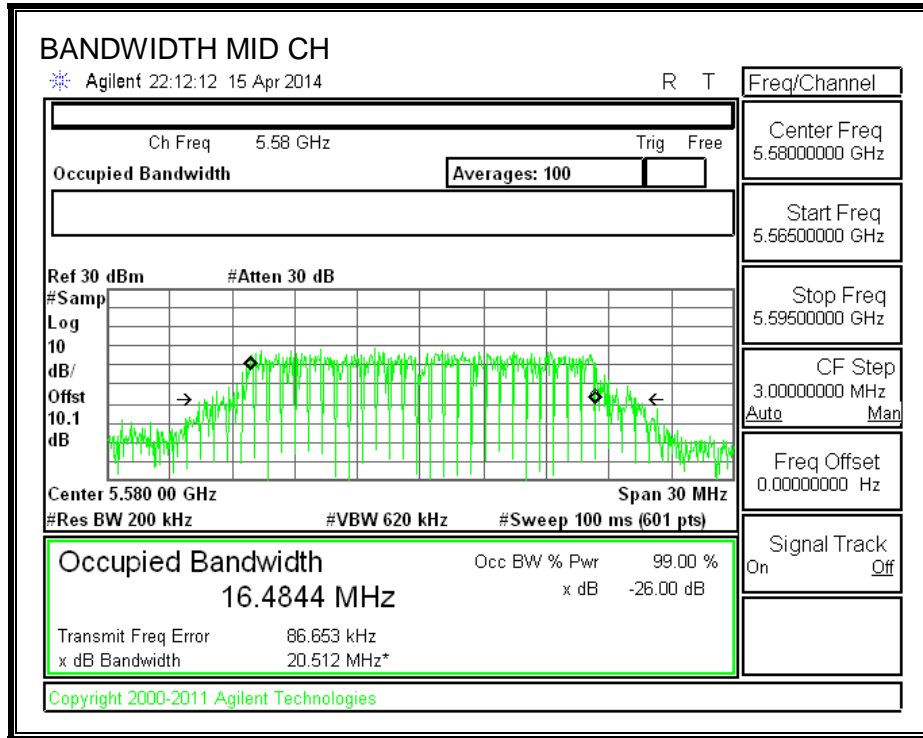 BANDWIDTH MID CH
Agilent 22:12:12 15 Apr 2014 R T
Freq/Channel
Ch Freq 5.58 GHz Trig Free
Occupied Bandwidth Averages: 100
Center Freq
5.58000000 GHz
Start Freq
5.56500000 GHz
Stop Freq
5.59500000 GHz
CF Step
3.00000000 MHz
Auto Man
Freq Offset
0.00000000 Hz
Signal Track
On Off
Ref 30 dBm #Atten 30 dB
#Samp
Log
10
dB/
Offst
10.1
dB
Center 5.580 00 GHz Span 30 MHz
#Res BW 200 kHz #VBW 620 kHz #Sweep 100 ms (601 pts)
Occupied Bandwidth Occ BW % Pwr 99.00 %
16.4844 MHz x dB -26.00 dB
Transmit Freq Error 86.653 kHz
x dB Bandwidth 20.512 MHz*
Copyright 2000-2011 Agilent Technologies